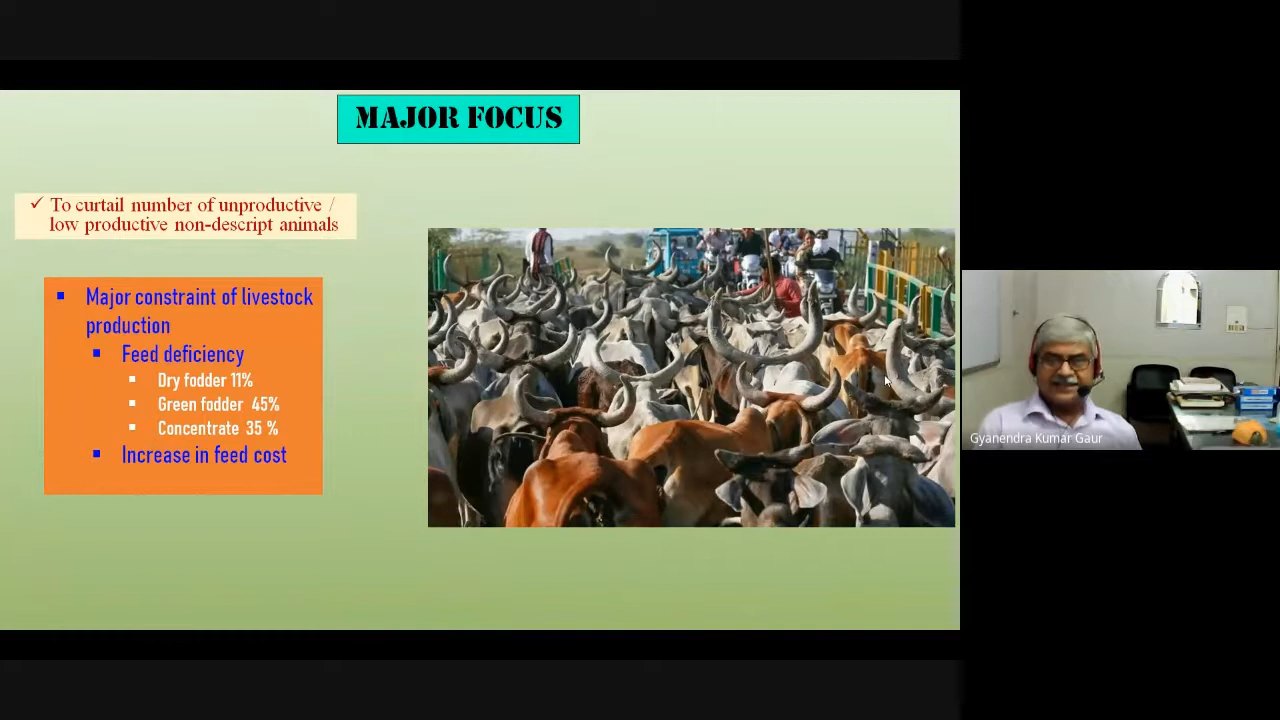 MAJOR FOCUS
✓ To curtail number of unproductive /
low productive non-descript animals
▪ Major constraint of livestock
production
▪ Feed deficiency
▪ Dry fodder 11%
▪ Green fodder 45%
▪ Concentrate 35 %
▪ Increase in feed cost
Gyanendra Kumar Gaur